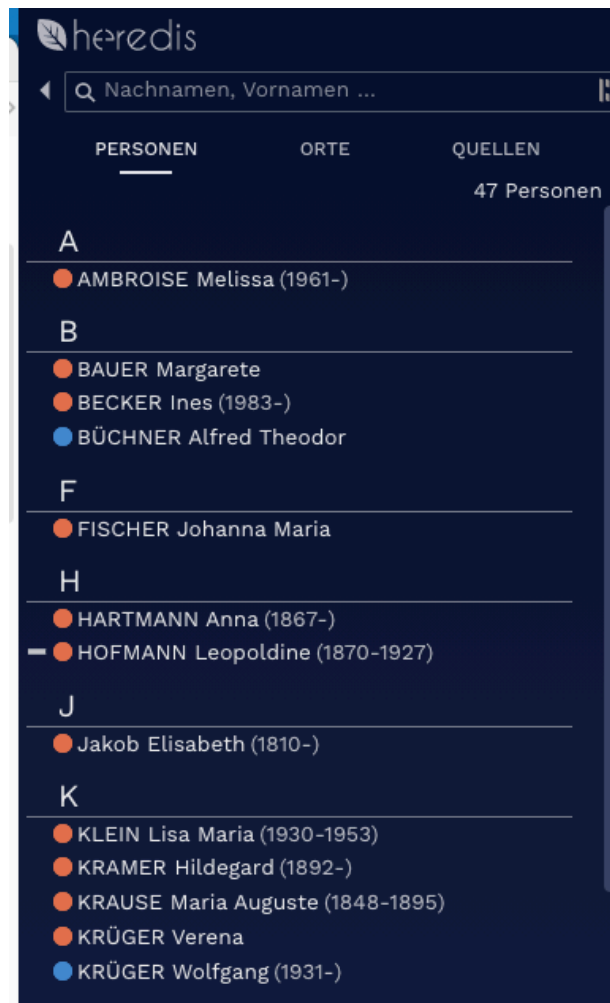 heredis
Nachnamen, Vornamen ...
PERSONEN ORTE QUELLEN
47 Personen
A
AMBROISE Melissa (1961-)
B
BAUER Margarete
BECKER Ines (1983-)
BÜCHNER Alfred Theodor
F
FISCHER Johanna Maria
H
HARTMANN Anna (1867-)
HOFMANN Leopoldine (1870-1927)
J
Jakob Elisabeth (1810-)
K
KLEIN Lisa Maria (1930-1953)
KRAMER Hildegard (1892-)
KRAUSE Maria Auguste (1848-1895)
KRÜGER Verena
KRÜGER Wolfgang (1931-)